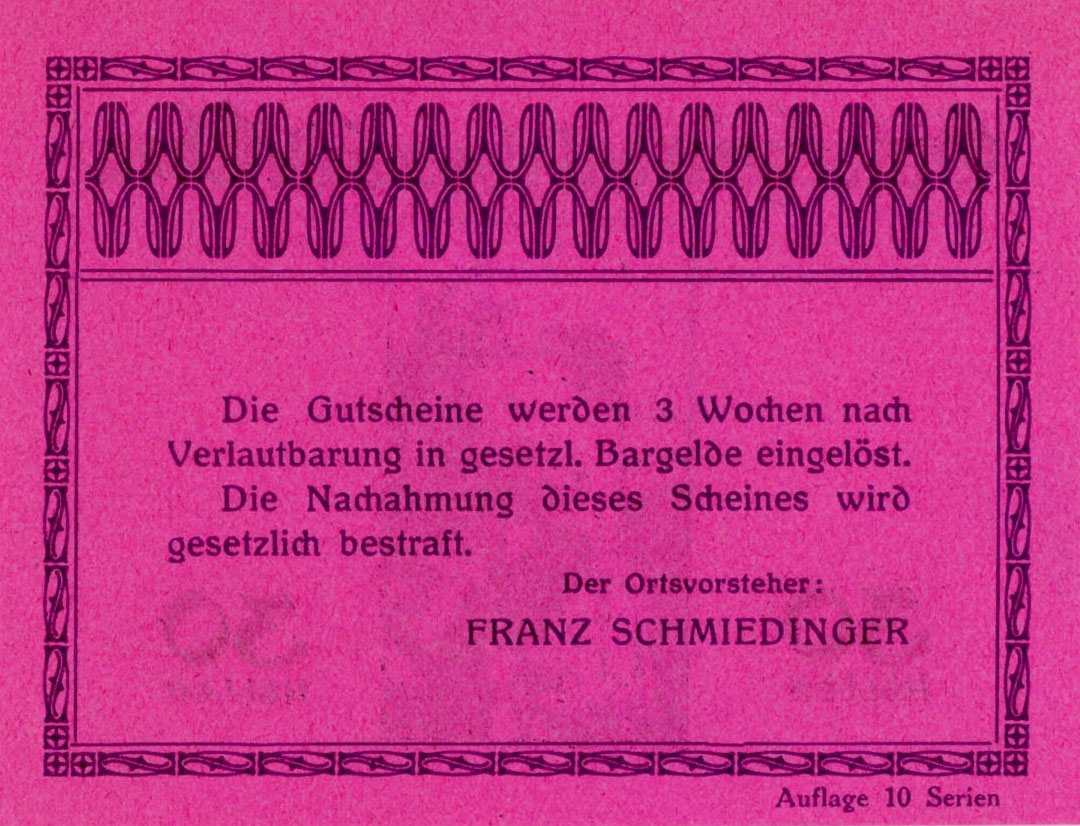 Die Gutscheine werden 3 Wochen nach
Verlautbarung in gesetzl. Bargelde eingelöst.
Die Nachahmung dieses Scheines wird
gesetzlich bestraft.
Der Ortsvorsteher:
FRANZ SCHMIEDINGER
Auflage 10 Serien